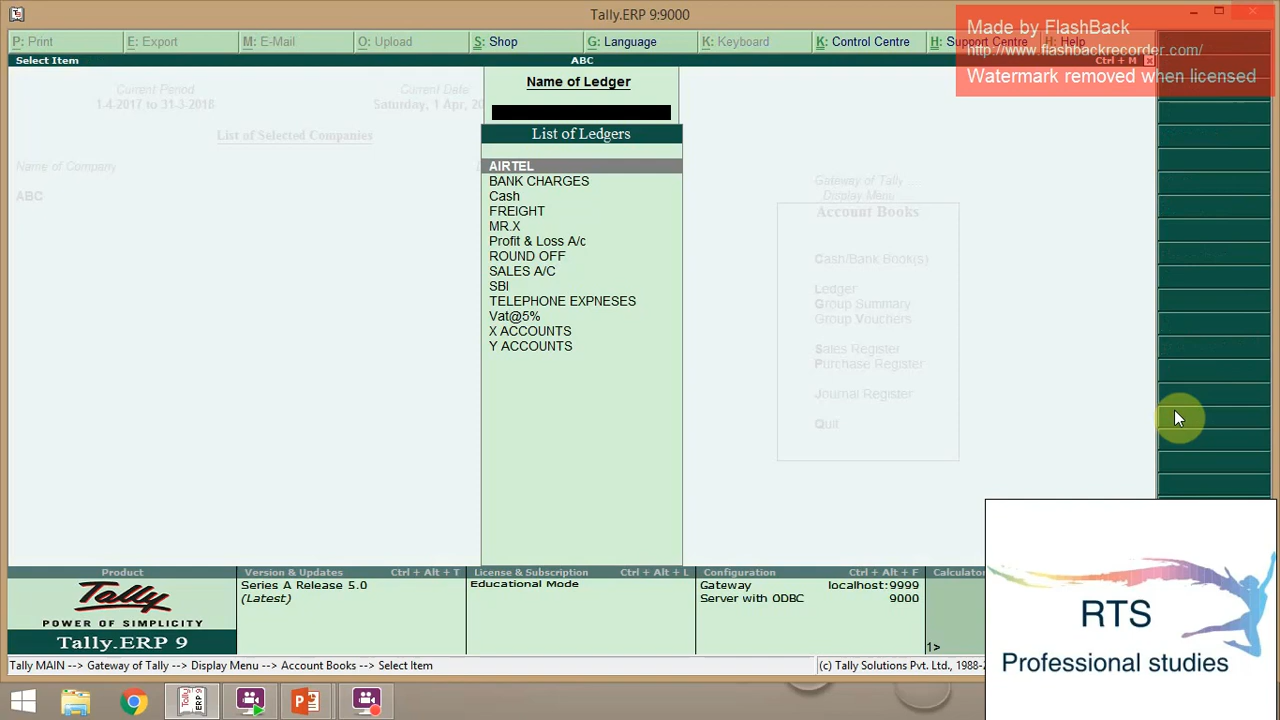 Tally.ERP 9:9000
Made by FlashBack
http://www.flashbackrecorder.com/
Watermark removed when licensed
P: Print
E: Export
M: E-Mail
O: Upload
S: Shop
G: Language
K: Keyboard
K: Control Centre
H: Support Centre
H: Help
Select Item
ABC
Ctrl + M
Current Period
1-4-2017 to 31-3-2018
Current Date
Saturday, 1 Apr, 20
List of Selected Companies
Name of Company
ABC
Name of Ledger
List of Ledgers
AIRTEL
BANK CHARGES
Cash
FREIGHT
MR.X
Profit & Loss A/c
ROUND OFF
SALES A/C
SBI
TELEPHONE EXPNESES
Vat@5%
X ACCOUNTS
Y ACCOUNTS
Gateway of Tally ...
Display Menu ...
Account Books
Cash/Bank Book(s)
Ledger
Group Summary
Group Vouchers
Sales Register
Purchase Register
Journal Register
Quit
Product
Tally
POWER OF SIMPLICITY
Tally.ERP 9
Version & Updates Ctrl + Alt + T
Series A Release 5.0
(Latest)
License & Subscription Ctrl + Alt + L
Educational Mode
Configuration Ctrl + Alt + F
Gateway localhost:9999
Server with ODBC 9000
Calculator
1>
Tally MAIN --> Gateway of Tally --> Display Menu --> Account Books --> Select Item
(c) Tally Solutions Pvt. Ltd., 1988-2
RTS
Professional studies
Tally
ERP 9